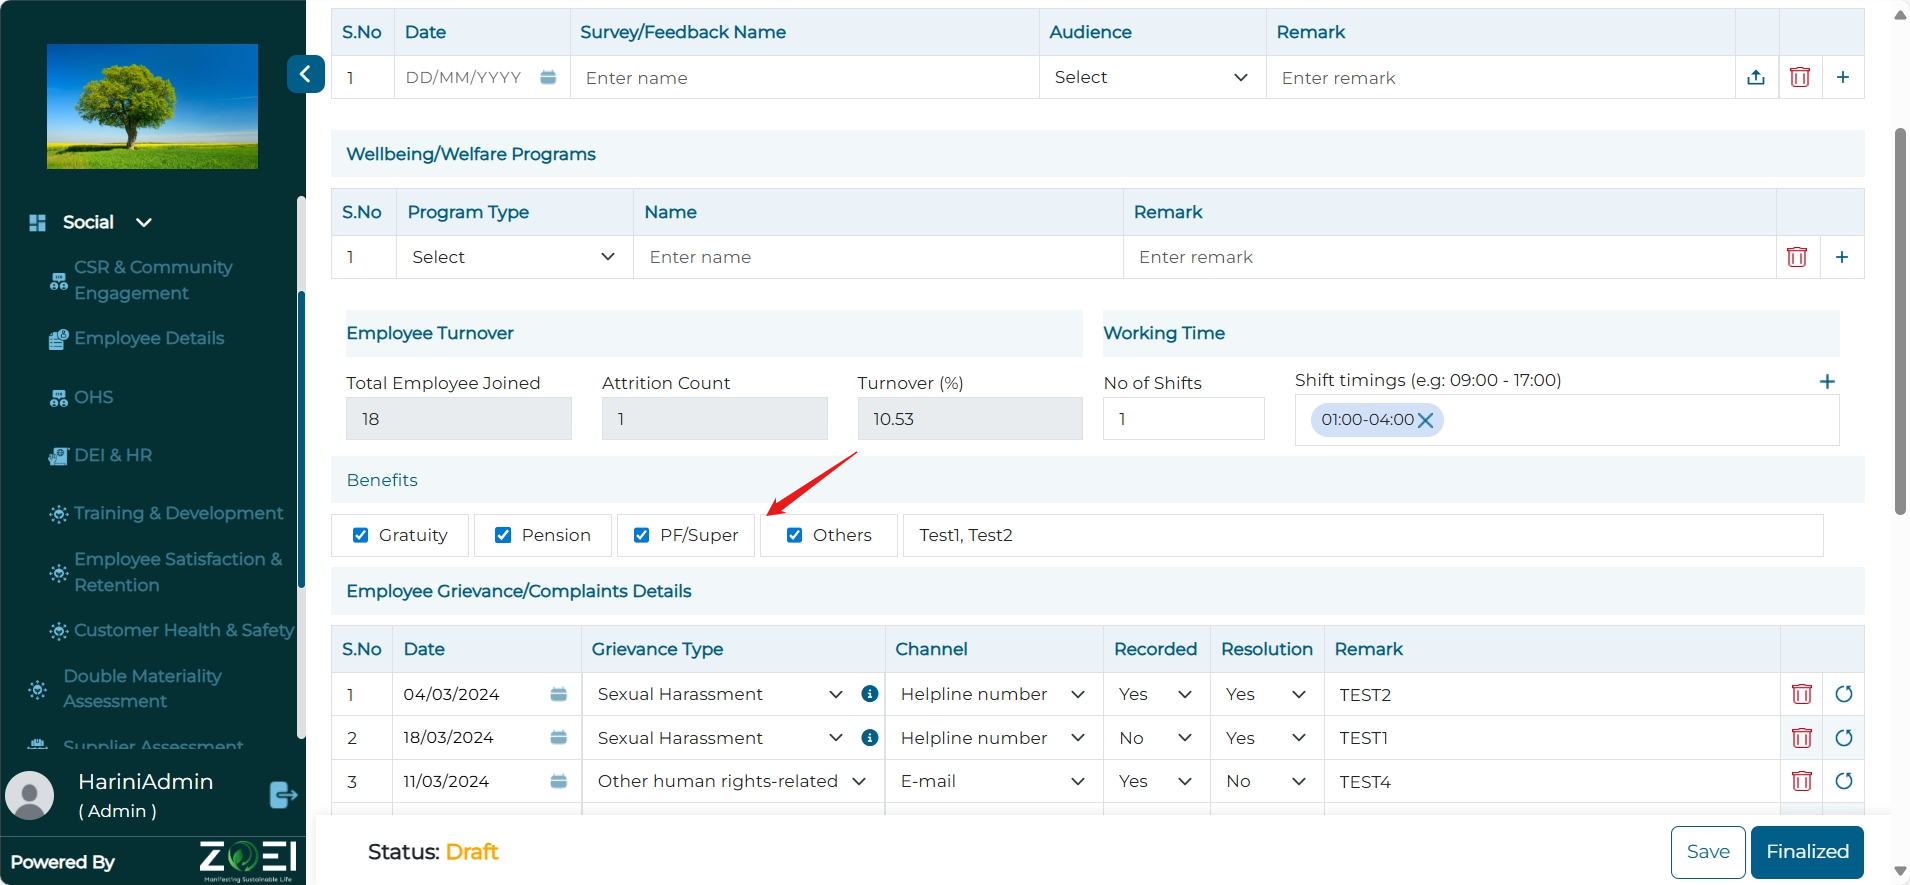 S.No Date Survey/Feedback Name Audience Remark
1 DD/MM/YYYY Enter name Select Enter remark
Wellbeing/Welfare Programs
S.No Program Type Name Remark
1 Select Enter name Enter remark
Employee Turnover Working Time
Total Employee Joined Attrition Count Turnover (%) No of Shifts Shift timings (e.g: 09:00 - 17:00)
18 1 10.53 1 01:00-04:00
Benefits
Gratuity Pension PF/Super Others Test1, Test2
Employee Grievance/Complaints Details
S.No Date Grievance Type Channel Recorded Resolution Remark
1 04/03/2024 Sexual Harassment Helpline number Yes Yes TEST2
2 18/03/2024 Sexual Harassment Helpline number No Yes TEST1
3 11/03/2024 Other human rights-related E-mail Yes No TEST4
Status: Draft Save Finalized
Social
CSR & Community
Engagement
Employee Details
OHS
DEI & HR
Training & Development
Employee Satisfaction &
Retention
Customer Health & Safety
Double Materiality
Assessment
Supplier Assessment
HariniAdmin
( Admin )
Powered By ZOEI
Manifesting Sustainable Life